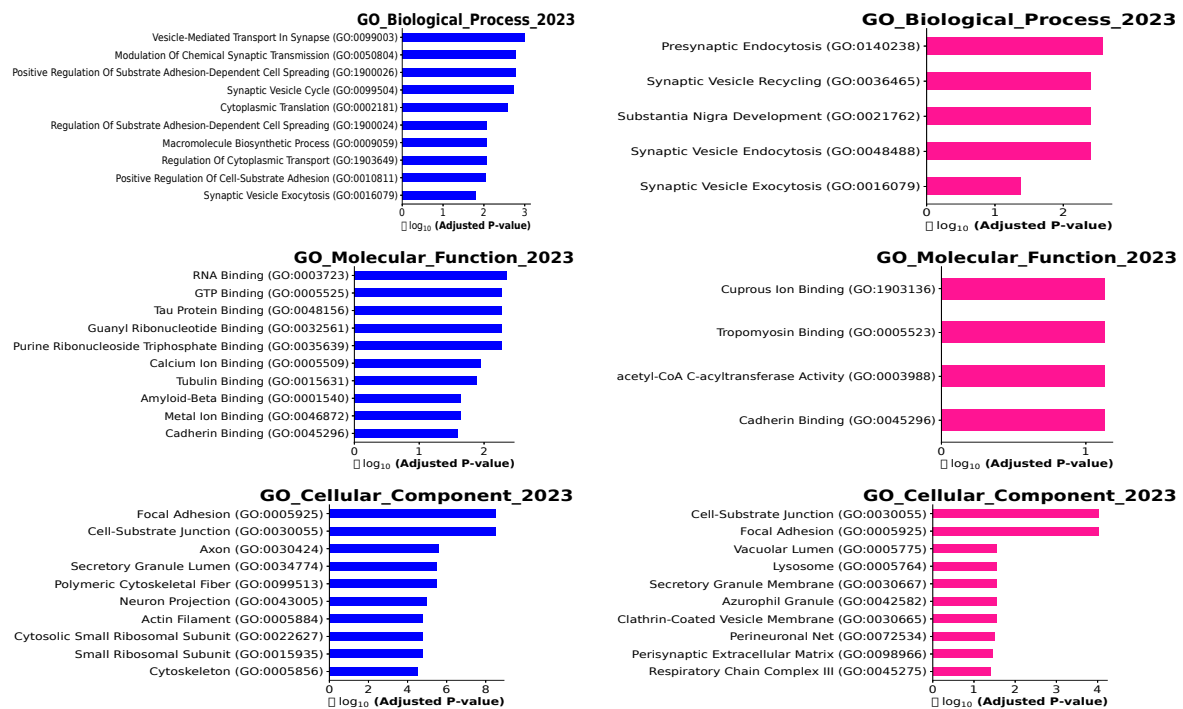 GO_Biological_Process_2023
Vesicle-Mediated Transport In Synapse (GO:0099003)
Modulation Of Chemical Synaptic Transmission (GO:0050804)
Positive Regulation Of Substrate Adhesion-Dependent Cell Spreading (GO:1900026)
Synaptic Vesicle Cycle (GO:0099504)
Cytoplasmic Translation (GO:0002181)
Regulation Of Substrate Adhesion-Dependent Cell Spreading (GO:1900024)
Macromolecule Biosynthetic Process (GO:0009059)
Regulation Of Cytoplasmic Transport (GO:1903649)
Positive Regulation Of Cell-Substrate Adhesion (GO:0010811)
Synaptic Vesicle Exocytosis (GO:0016079)
0 1 2 3
▯ log₁₀ (Adjusted P-value)
GO_Biological_Process_2023
Presynaptic Endocytosis (GO:0140238)
Synaptic Vesicle Recycling (GO:0036465)
Substantia Nigra Development (GO:0021762)
Synaptic Vesicle Endocytosis (GO:0048488)
Synaptic Vesicle Exocytosis (GO:0016079)
0 1 2
▯ log₁₀ (Adjusted P-value)
GO_Molecular_Function_2023
RNA Binding (GO:0003723)
GTP Binding (GO:0005525)
Tau Protein Binding (GO:0048156)
Guanyl Ribonucleotide Binding (GO:0032561)
Purine Ribonucleoside Triphosphate Binding (GO:0035639)
Calcium Ion Binding (GO:0005509)
Tubulin Binding (GO:0015631)
Amyloid-Beta Binding (GO:0001540)
Metal Ion Binding (GO:0046872)
Cadherin Binding (GO:0045296)
0 1 2
▯ log₁₀ (Adjusted P-value)
GO_Molecular_Function_2023
Cuprous Ion Binding (GO:1903136)
Tropomyosin Binding (GO:0005523)
acetyl-CoA C-acyltransferase Activity (GO:0003988)
Cadherin Binding (GO:0045296)
0 1
▯ log₁₀ (Adjusted P-value)
GO_Cellular_Component_2023
Focal Adhesion (GO:0005925)
Cell-Substrate Junction (GO:0030055)
Axon (GO:0030424)
Secretory Granule Lumen (GO:0034774)
Polymeric Cytoskeletal Fiber (GO:0099513)
Neuron Projection (GO:0043005)
Actin Filament (GO:0005884)
Cytosolic Small Ribosomal Subunit (GO:0022627)
Small Ribosomal Subunit (GO:0015935)
Cytoskeleton (GO:0005856)
0 2 4 6 8
▯ log₁₀ (Adjusted P-value)
GO_Cellular_Component_2023
Cell-Substrate Junction (GO:0030055)
Focal Adhesion (GO:0005925)
Vacuolar Lumen (GO:0005775)
Lysosome (GO:0005764)
Secretory Granule Membrane (GO:0030667)
Azurophil Granule (GO:0042582)
Clathrin-Coated Vesicle Membrane (GO:0030665)
Perineuronal Net (GO:0072534)
Perisynaptic Extracellular Matrix (GO:0098966)
Respiratory Chain Complex III (GO:0045275)
0 1 2 3 4
▯ log₁₀ (Adjusted P-value)